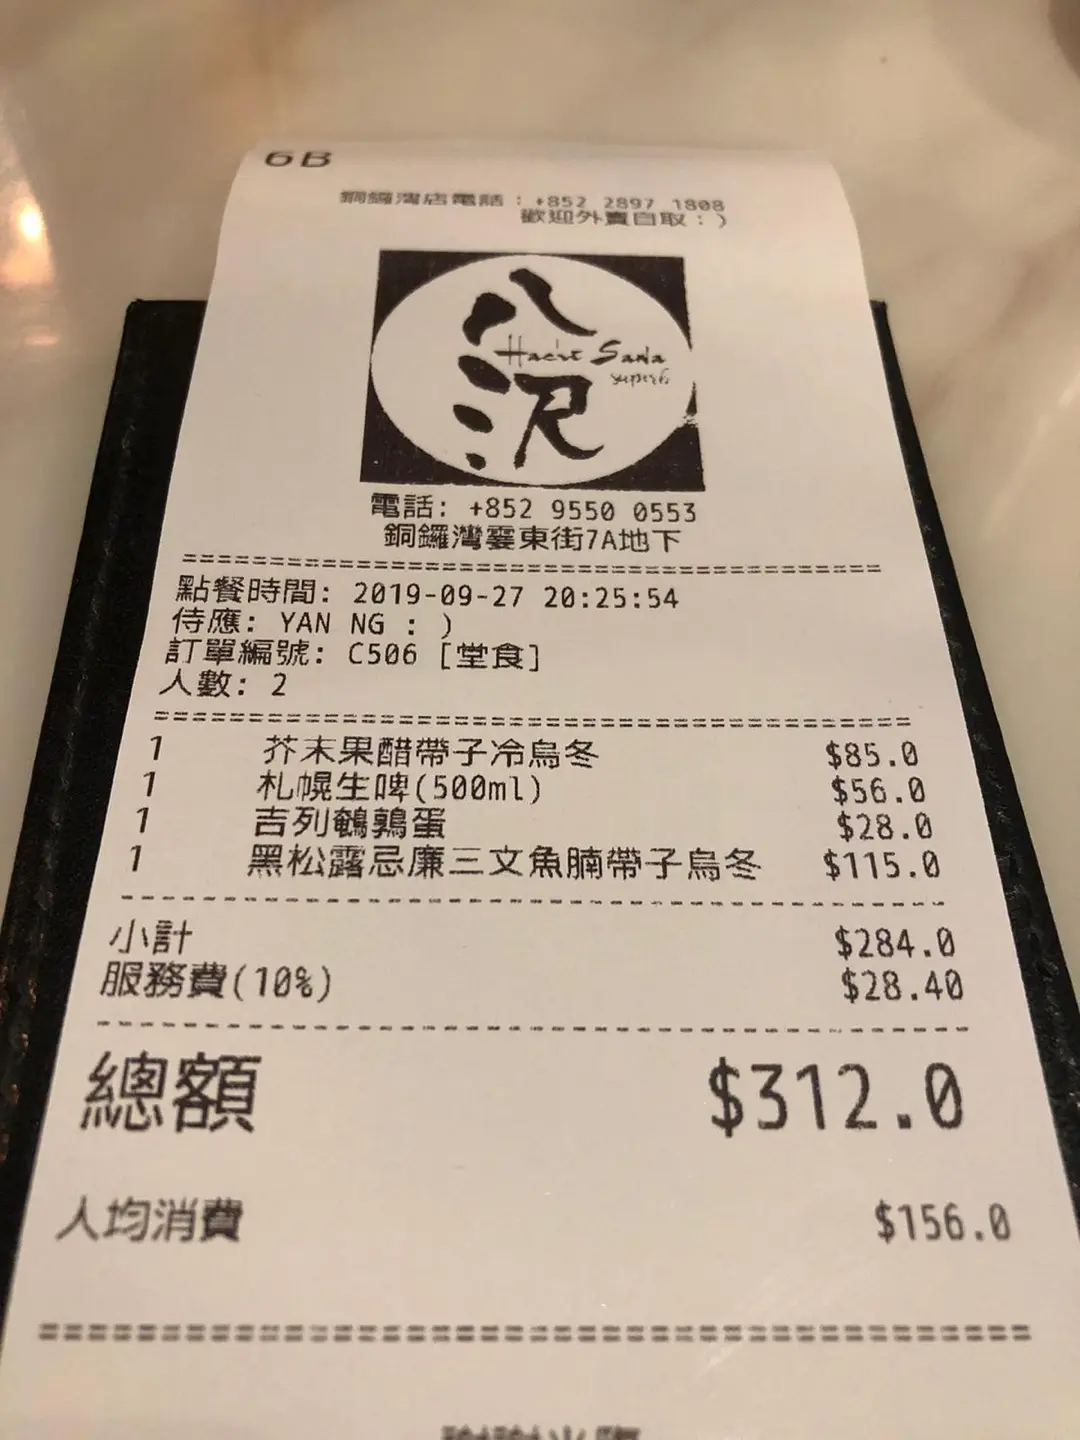 6B
銅鑼灣店電話：+852 2897 1808
歡迎外賣自取：)
八
Hachi Sawa
superb
沢
電話: +852 9550 0553
銅鑼灣霎東街7A地下
點餐時間: 2019-09-27 20:25:54
侍應: YAN NG : )
訂單編號: C506 [堂食]
人數: 2
1 芥末果醋帶子冷烏冬 $85.0
1 札幌生啤(500ml) $56.0
1 吉列鵪鶉蛋 $28.0
1 黑松露忌廉三文魚腩帶子烏冬 $115.0
小計 $284.0
服務費(10%) $28.40
總額 $312.0
人均消費 $156.0